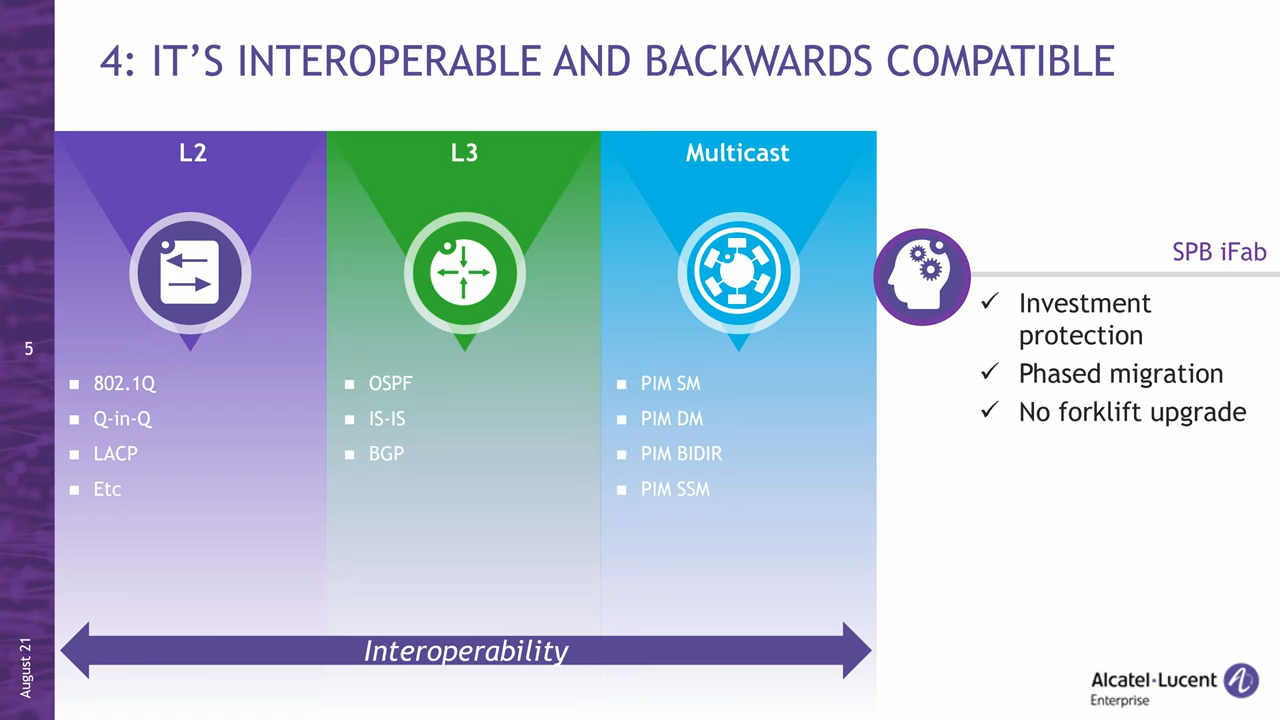 4: IT’S INTEROPERABLE AND BACKWARDS COMPATIBLE
L2
802.1Q
Q-in-Q
LACP
Etc
L3
OSPF
IS-IS
BGP
Multicast
PIM SM
PIM DM
PIM BIDIR
PIM SSM
SPB iFab
Investment
protection
Phased migration
No forklift upgrade
Interoperability
5
August 21
Alcatel·Lucent
Enterprise